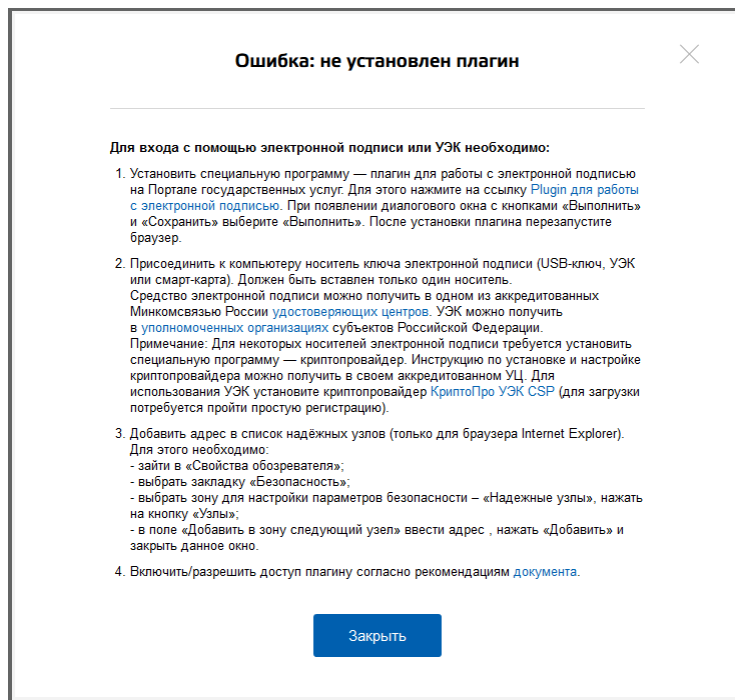 Ошибка: не установлен плагин
Для входа с помощью электронной подписи или УЭК необходимо:
1. Установить специальную программу — плагин для работы с электронной подписью
на Портале государственных услуг. Для этого нажмите на ссылку Plugin для работы
с электронной подписью. При появлении диалогового окна с кнопками «Выполнить»
и «Сохранить» выберите «Выполнить». После установки плагина перезапустите
браузер.
2. Присоединить к компьютеру носитель ключа электронной подписи (USB-ключ, УЭК
или смарт-карта). Должен быть вставлен только один носитель.
Средство электронной подписи можно получить в одном из аккредитованных
Минкомсвязью России удостоверяющих центров. УЭК можно получить
в уполномоченных организациях субъектов Российской Федерации.
Примечание: Для некоторых носителей электронной подписи требуется установить
специальную программу — криптопровайдер. Инструкцию по установке и настройке
криптопровайдера можно получить в своем аккредитованном УЦ. Для
использования УЭК установите криптопровайдер КриптоПро УЭК CSP (для загрузки
потребуется пройти простую регистрацию).
3. Добавить адрес в список надёжных узлов (только для браузера Internet Explorer).
Для этого необходимо:
- зайти в «Свойства обозревателя»;
- выбрать закладку «Безопасность»;
- выбрать зону для настройки параметров безопасности – «Надежные узлы», нажать
на кнопку «Узлы»;
- в поле «Добавить в зону следующий узел» ввести адрес , нажать «Добавить» и
закрыть данное окно.
4. Включить/разрешить доступ плагину согласно рекомендациям документа.
Закрыть